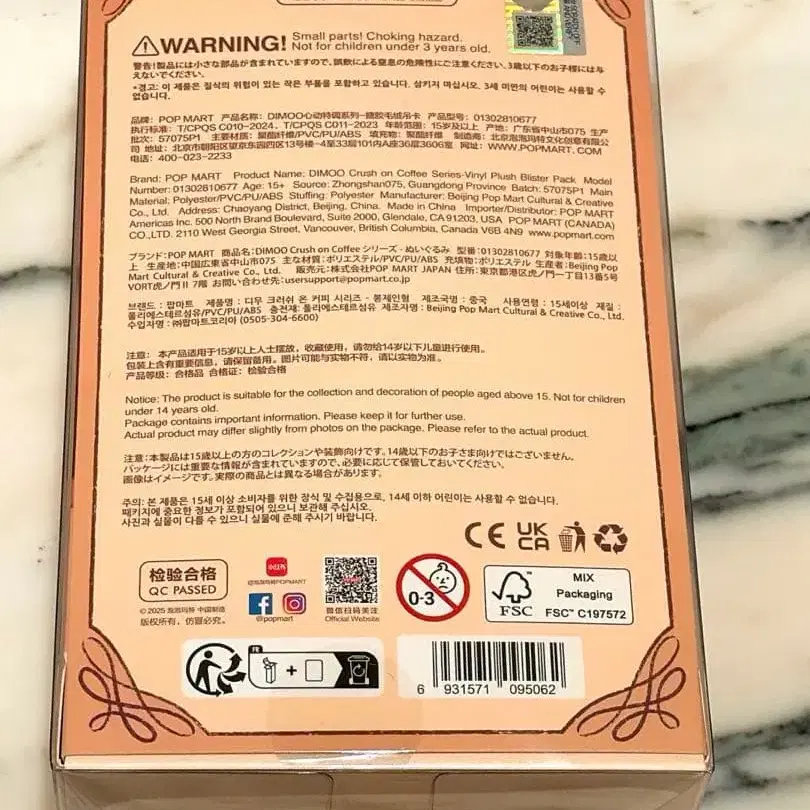 ⚠WARNING! Small parts! Choking hazard.
Not for children under 3 years old.
警告!製品には小さな部品が含まれていますので、誤飲による窒息の危険性にご注意ください。3歳以下のお子様には与
えないでください。
*경고: 이 제품은 질식의 위험이 있는 작은 부품을 포함하고 있습니다. 삼키지 마십시오. 3세 미만의 어린이는 사용할 수
없습니다.
品牌: POP MART 产品名称: DIMOO心动特调系列-搪胶毛绒吊卡 产品型号: 01302810677
执行标准: T/CPQS C010-2024、T/CPQS C011-2023 年龄范围: 15岁及以上 产地: 广东省中山市075 生产
批次: 57075P1 主要材质: 聚酯纤维/PVC/PU/ABS 填充物: 聚酯纤维 制造商: 北京泡泡玛特文化创意有限公
司 地址: 北京市朝阳区望京东园四区13号楼-4至33层101内A座36层3606室 网址: WWW.POPMART.COM
电话: 400-023-2233
Brand: POP MART Product Name: DIMOO Crush on Coffee Series-Vinyl Plush Blister Pack Model
Number: 01302810677 Age: 15+ Source: Zhongshan075, Guangdong Province Batch: 57075P1 Main
Material: Polyester/PVC/PU/ABS Stuffing: Polyester Manufacturer: Beijing Pop Mart Cultural & Creative
Co., Ltd. Address: Chaoyang District, Beijing, China. Made in China Importer/Distributor: POP MART
Americas Inc. 500 North Brand Boulevard, Suite 2000, Glendale, CA 91203, USA POP MART (CANADA)
CO.,LTD. 2110 West Georgia Street, Vancouver, British Columbia, Canada V6B 4N9 www.popmart.com
ブランド: POP MART 商品名: DIMOO Crush on Coffee シリーズ - ぬいぐるみ 型番: 01302810677 対象年齢: 15歳以
上 生産地: 中国広東省中山市075 主な材質: ポリエステル/PVC/PU/ABS 充填物: ポリエステル 生産者: Beijing Pop
Mart Cultural & Creative Co., Ltd. 販売元: 株式会社POP MART JAPAN 住所: 東京都港区虎ノ門一丁目13番5号
VORT虎ノ門II 7階 お問い合わせ先: usersupport@popmart.co.jp
브랜드 : 팝마트 제품명 : 디무 크러쉬 온 커피 시리즈 - 봉제인형 제조국명 : 중국 사용연령 : 15세이상 재질 :
폴리에스테르섬유/PVC/PU/ABS 충전재: 폴리에스테르섬유 제조자명 : Beijing Pop Mart Cultural & Creative Co., Ltd.
수입자명 : ㈜팝마트코리아 (0505-304-6600)
注意: 本产品适用于15岁以上人士摆放，收藏使用，请勿给14岁以下儿童进行使用。
包装上含有重要信息，请保留备用。图片可能与实物不符，请以实物为准。
产品等级: 合格品 合格证: 检验合格
Notice: The product is suitable for the collection and decoration of people aged above 15. Not for children
under 14 years old.
Package contains important information. Please keep it for further use.
Actual product may differ slightly from photos on the package. Please refer to the actual product.
注意:本製品は15歳以上の方のコレクションや装飾向けです。14歳以下のお子さま向けではございません。
パッケージには重要な情報が含まれていますので、必要に応じて保管しておいてください。
画像はイメージです。実際の商品とは異なる場合があります。
주의: 본 제품은 15세 이상 소비자를 위한 장식 및 수집용으로, 14세 이하 어린이는 사용할 수 없습니다.
패키지에 중요한 정보가 포함되어 있으니 보관해 주십시오.
사진과 실물이 다를 수 있으니 실물에 준해 주시기 바랍니다.
CE UK
CA
检验合格
QC PASSED
© 2025 泡泡玛特 中国制造
版权所有，仿冒必究。
小红书
@泡泡玛特POPMART
@popmart
微信扫码关注
Official Website
0-3
FSC
MIX
Packaging
FSC™ C197572
FR
+
6 931571 095062